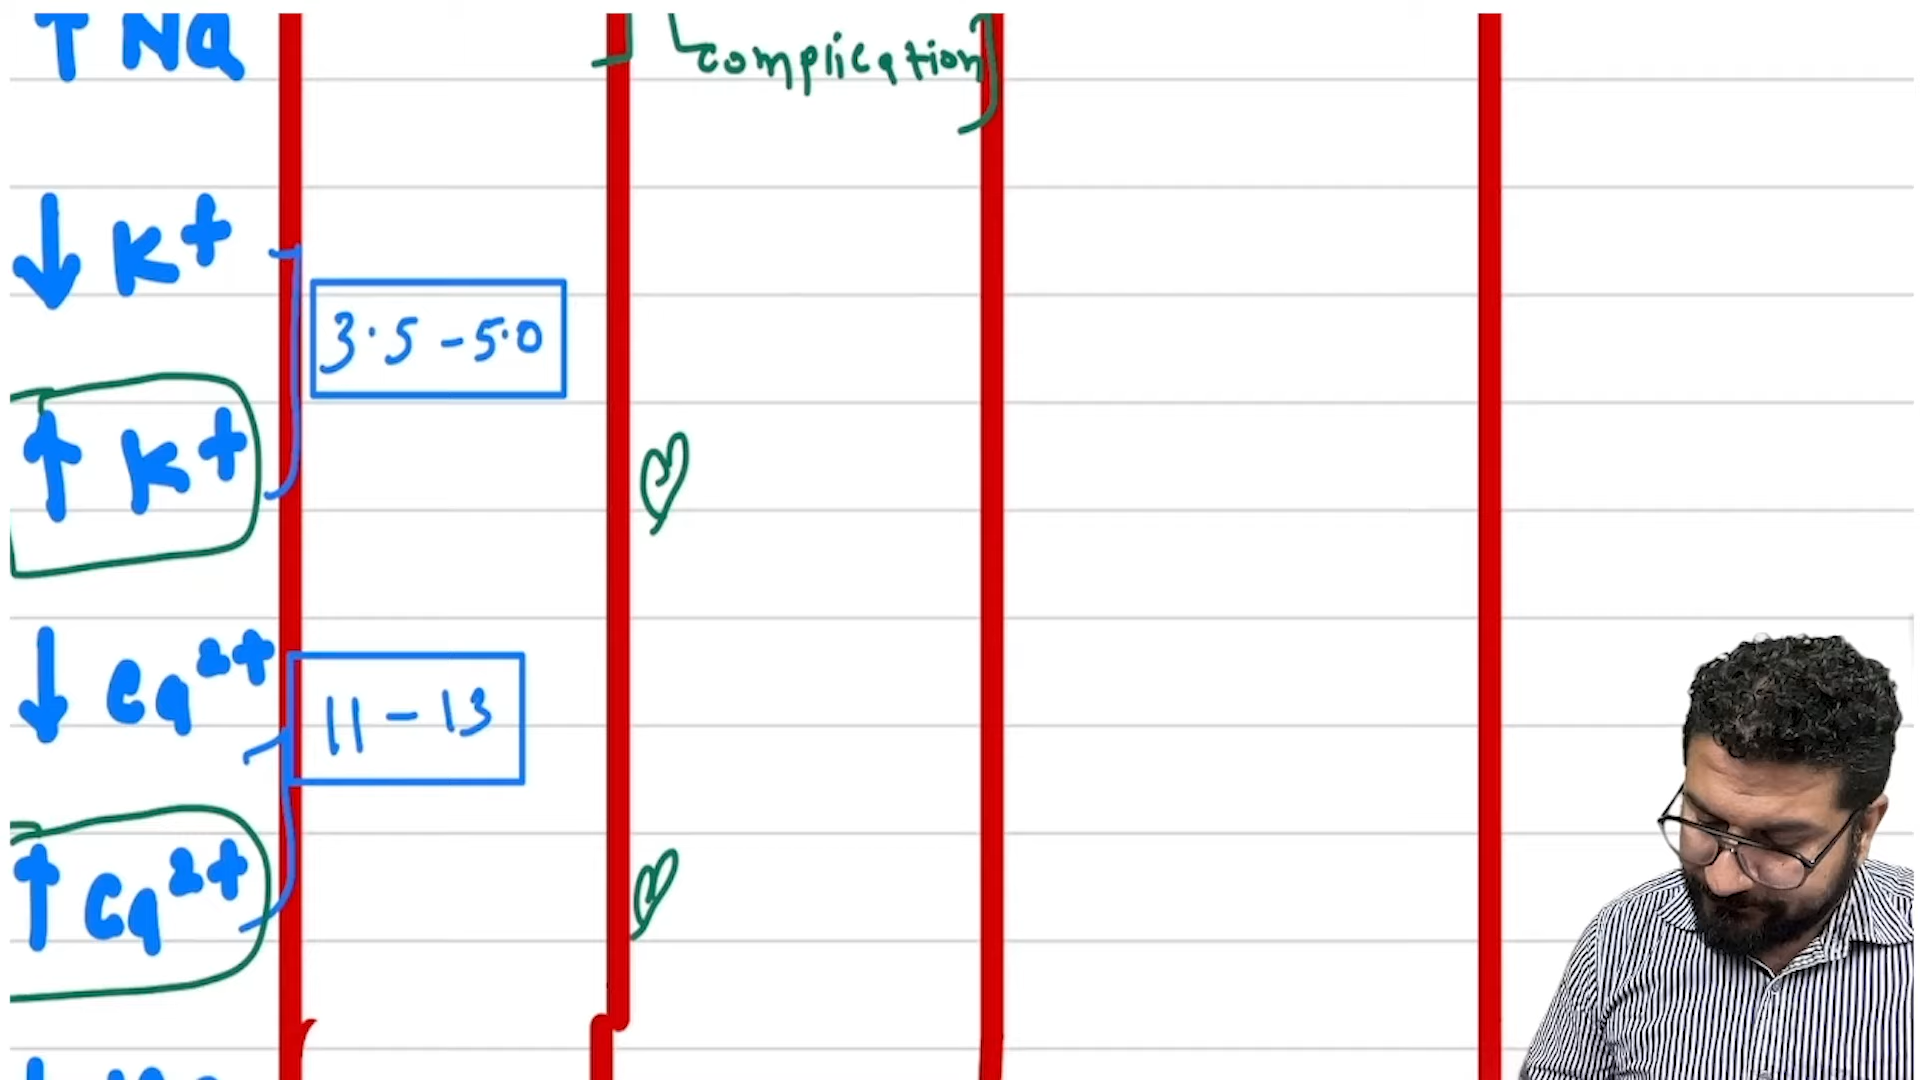 ↑ Na
complication
↓ K+
3.5 - 5.0
↑ K+
↓ Ca2+
11 - 13
↑ Ca2+